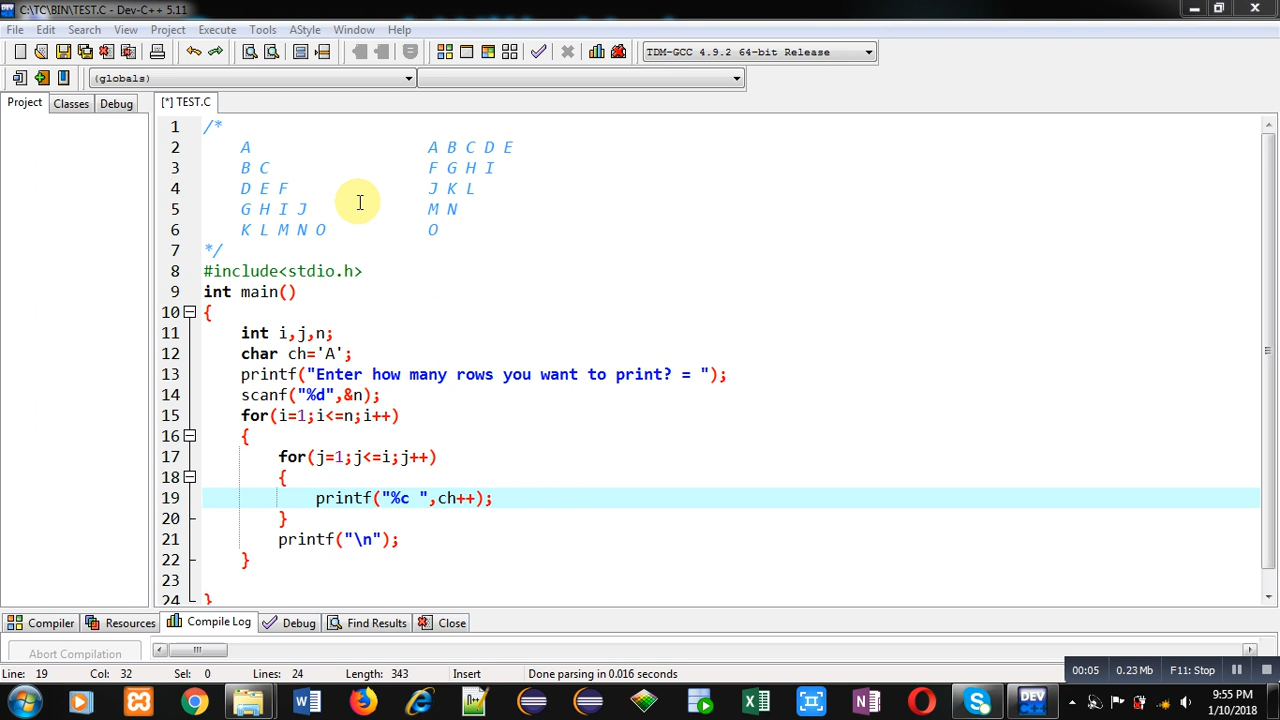 C:\TC\BIN\TEST.C - Dev-C++ 5.11
File Edit Search View Project Execute Tools AStyle Window Help
TDM-GCC 4.9.2 64-bit Release
(globals)
Project Classes Debug [*] TEST.C
1 /*
2 A A B C D E
3 B C F G H I
4 D E F J K L
5 G H I J M N
6 K L M N O O
7 */
8 #include<stdio.h>
9 int main()
10 {
11 int i,j,n;
12 char ch='A';
13 printf("Enter how many rows you want to print? = ");
14 scanf("%d",&n);
15 for(i=1;i<=n;i++)
16 {
17 for(j=1;j<=i;j++)
18 {
19 printf("%c ",ch++);
20 }
21 printf("\n");
22 }
23
24 }
Compiler Resources Compile Log Debug Find Results Close
Abort Compilation
Line: 19 Col: 32 Sel: 0 Lines: 24 Length: 343 Insert Done parsing in 0.016 seconds
00:05 0.23 Mb F11: Stop
DEV
9:55 PM
1/10/2018